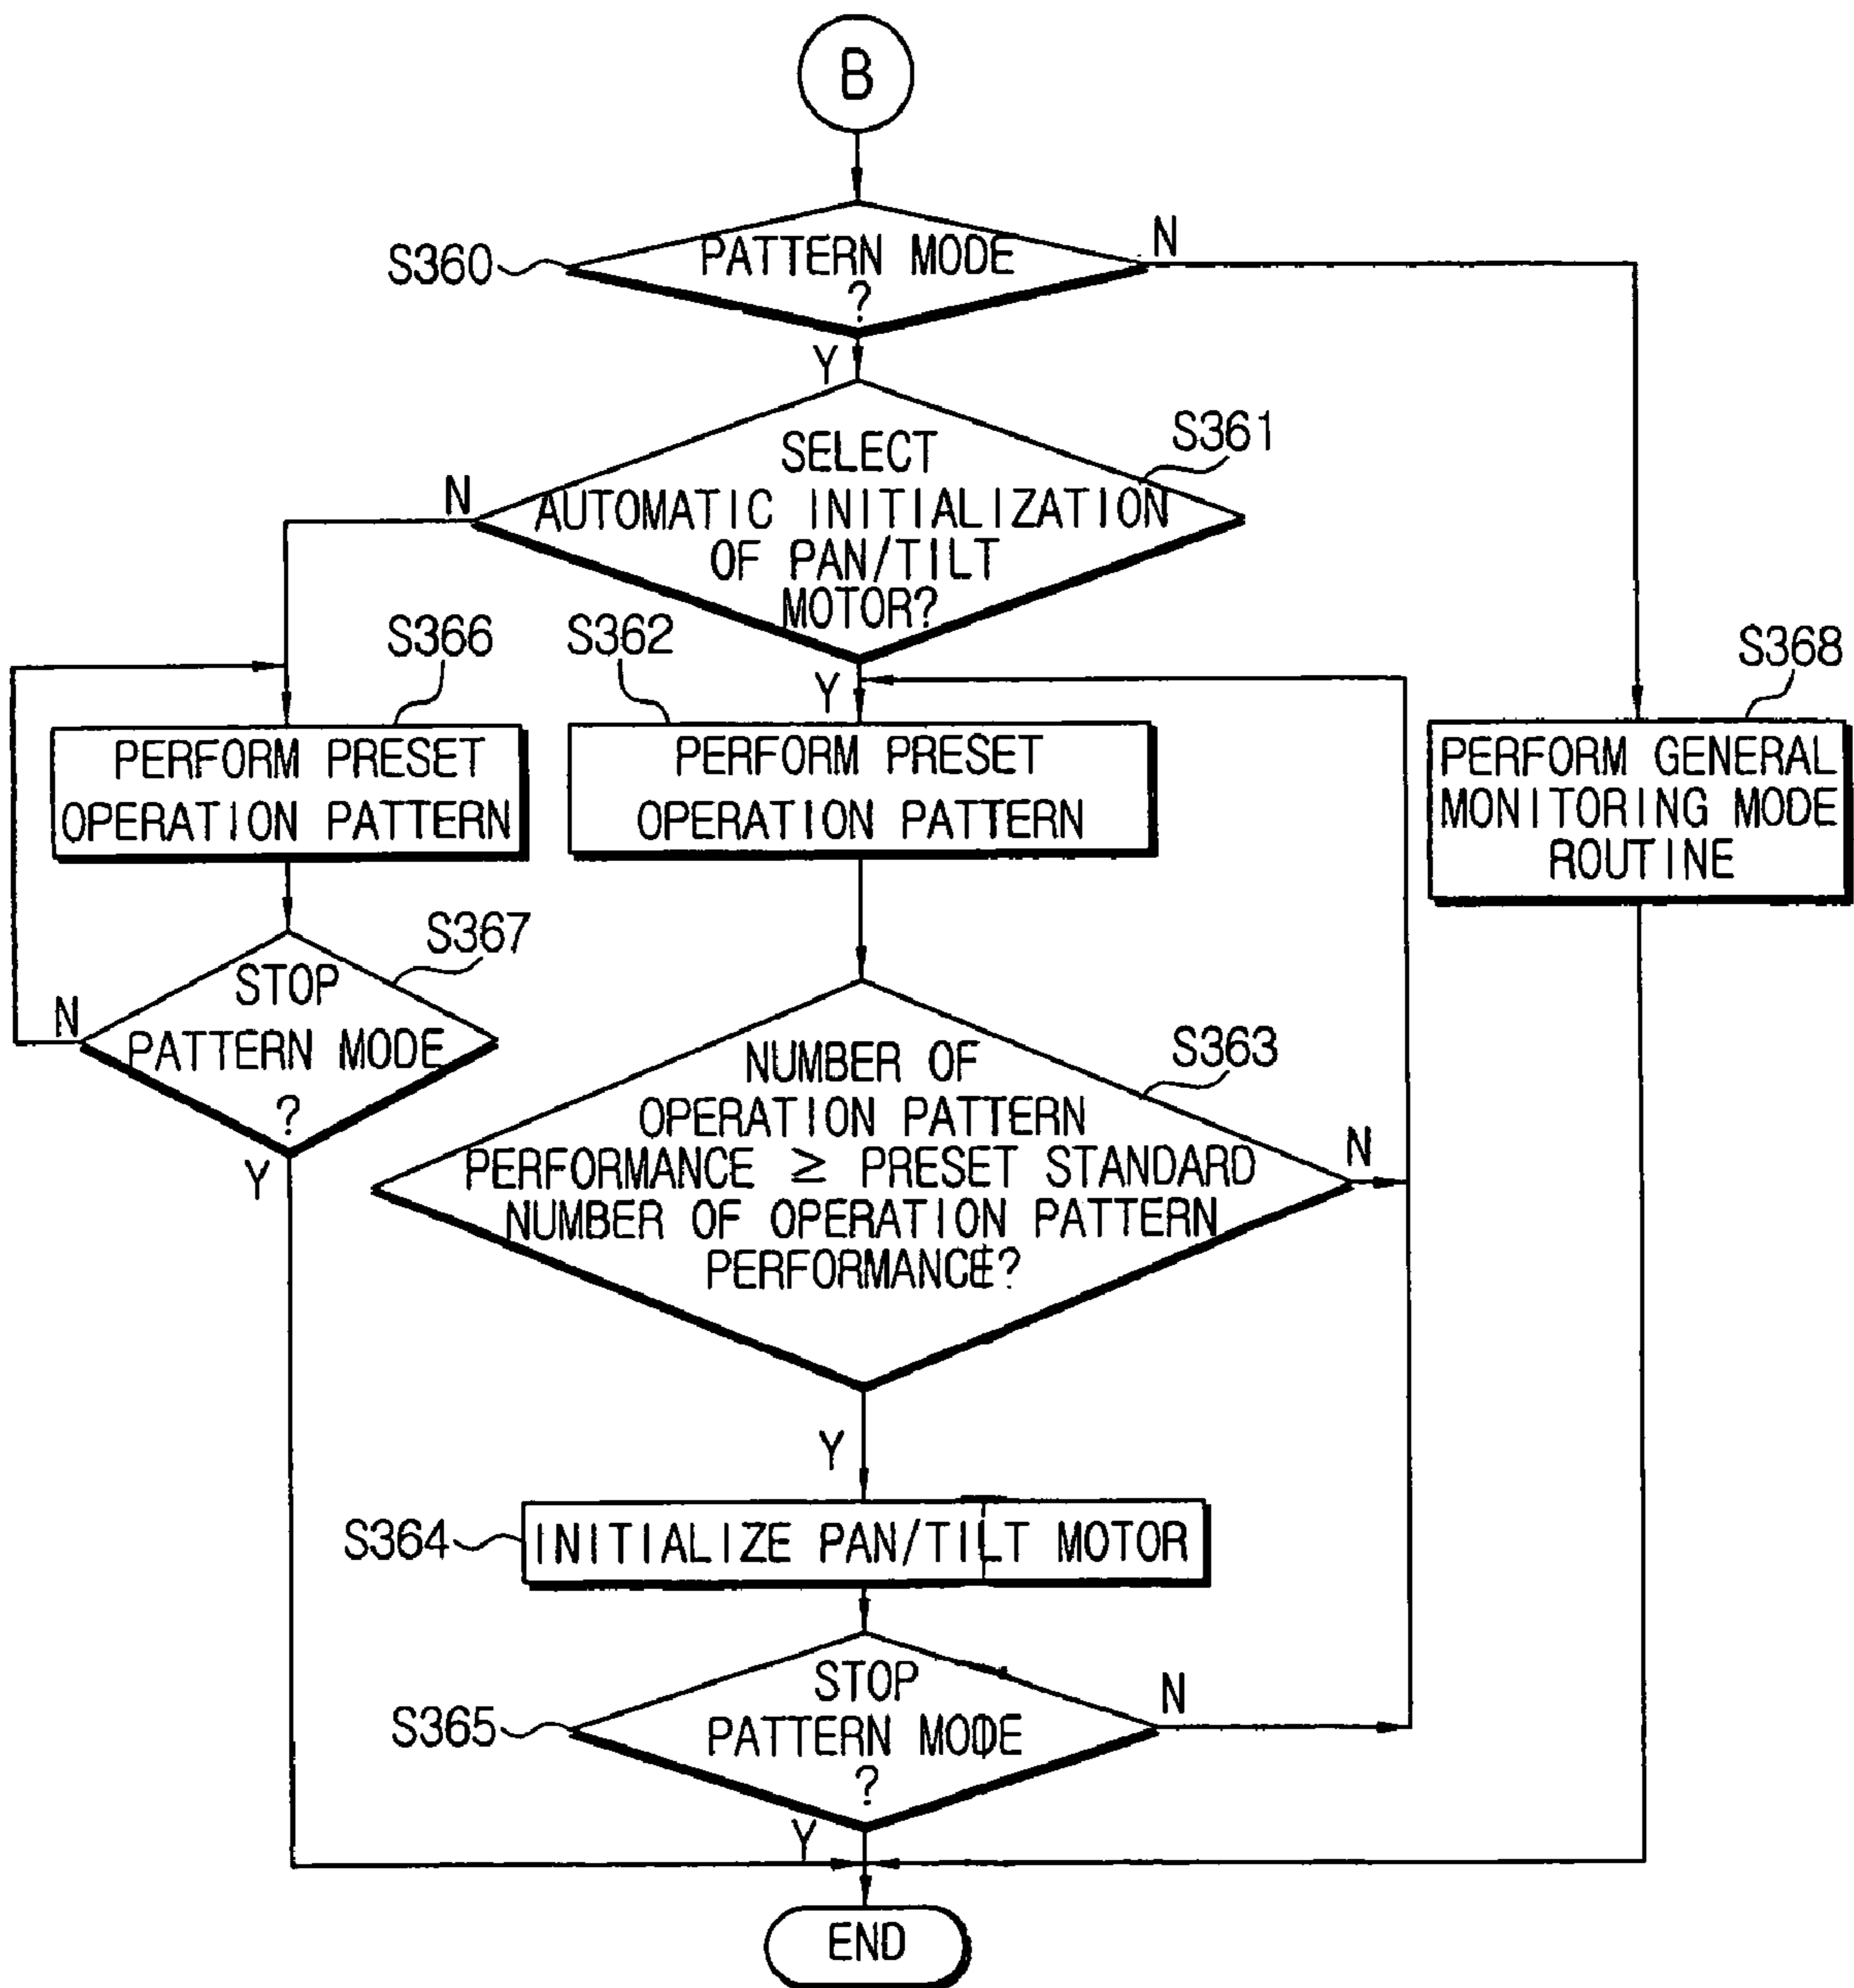 B
S360
PATTERN MODE
?
N
Y
S361
SELECT
AUTOMATIC INITIALIZATION
OF PAN/TILT
MOTOR?
N
Y
S366
PERFORM PRESET
OPERATION PATTERN
S362
PERFORM PRESET
OPERATION PATTERN
S368
PERFORM GENERAL
MONITORING MODE
ROUTINE
S367
STOP
PATTERN MODE
?
N
Y
S363
NUMBER OF
OPERATION PATTERN
PERFORMANCE ≥ PRESET STANDARD
NUMBER OF OPERATION PATTERN
PERFORMANCE?
N
Y
S364
INITIALIZE PAN/TILT MOTOR
S365
STOP
PATTERN MODE
?
N
Y
END